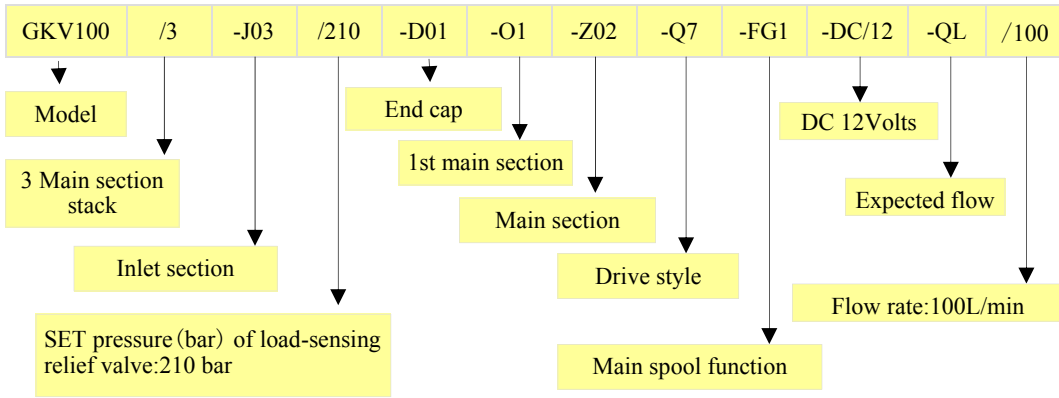 GKV100 /3 -J03 /210 -D01 -O1 -Z02 -Q7 -FG1 -DC/12 -QL /100
Model
End cap
DC 12Volts
1st main section
3 Main section
stack
Expected flow
Main section
Inlet section
Drive style
Flow rate:100L/min
SET pressure(bar) of load-sensing
relief valve:210 bar
Main spool function